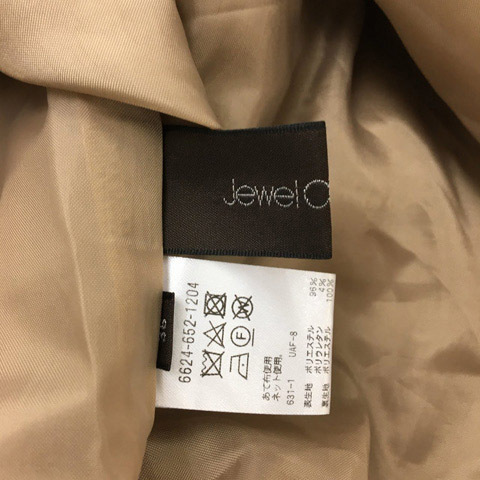 Jewel C
6624-652-1204
あて布使用
ネット使用。
631-1 UAF-8
表生地 ポリエステル 96%
ポリウレタン 4%
裏生地 ポリエステル 100%
38